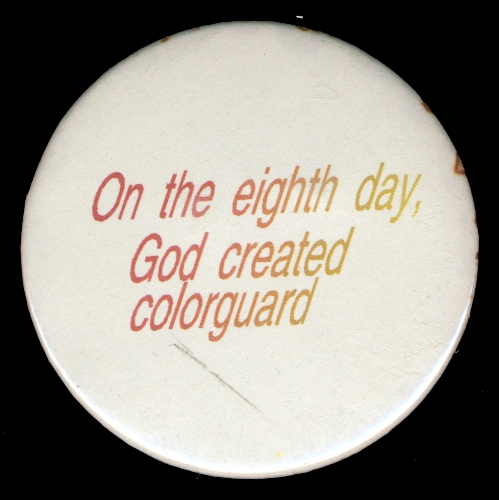 On the eighth day,
God created
colorguard